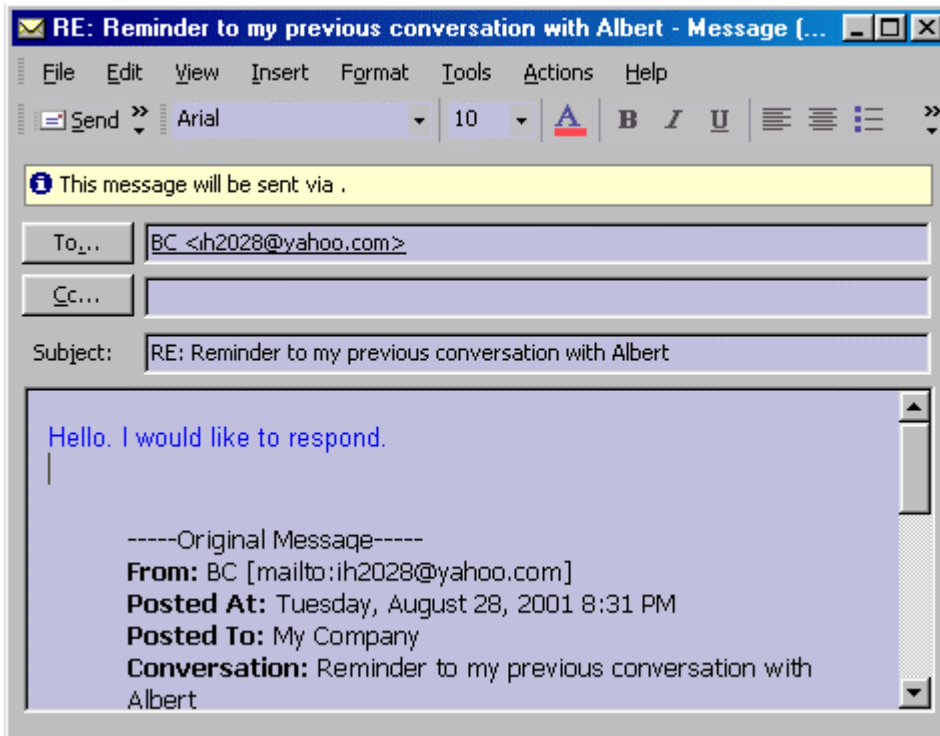 RE: Reminder to my previous conversation with Albert - Message (...
File Edit View Insert Format Tools Actions Help
Send Arial 10 A B I U
This message will be sent via .
To... BC <ih2028@yahoo.com>
Cc...
Subject: RE: Reminder to my previous conversation with Albert
Hello. I would like to respond.
-----Original Message-----
From: BC [mailto:ih2028@yahoo.com]
Posted At: Tuesday, August 28, 2001 8:31 PM
Posted To: My Company
Conversation: Reminder to my previous conversation with
Albert